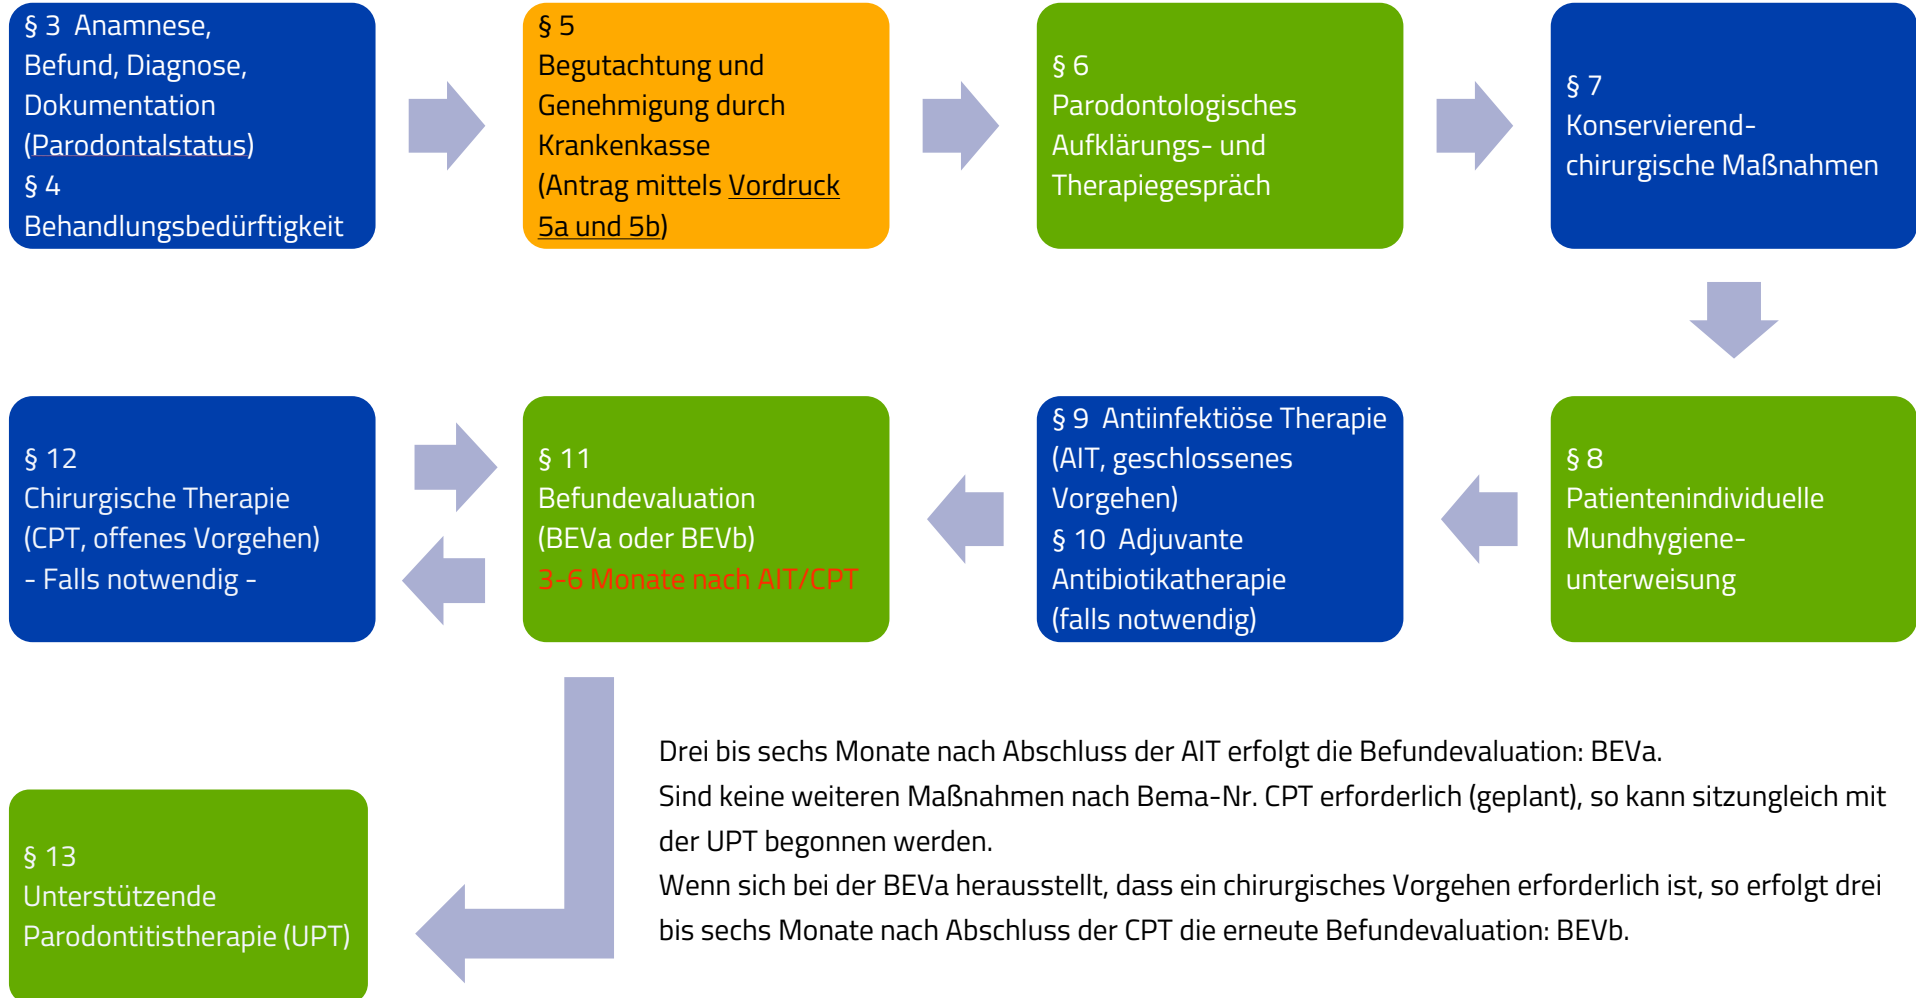 § 3 Anamnese,
Befund, Diagnose,
Dokumentation
(Parodontalstatus)
§ 4
Behandlungsbedürftigkeit
§ 5
Begutachtung und
Genehmigung durch
Krankenkasse
(Antrag mittels Vordruck
5a und 5b)
§ 6
Parodontologisches
Aufklärungs- und
Therapiegespräch
§ 7
Konservierend-
chirurgische Maßnahmen
§ 8
Patientenindividuelle
Mundhygiene-
unterweisung
§ 9 Antiinfektiöse Therapie
(AIT, geschlossenes
Vorgehen)
§ 10 Adjuvante
Antibiotikatherapie
(falls notwendig)
§ 11
Befundevaluation
(BEVa oder BEVb)
3-6 Monate nach AIT/CPT
§ 12
Chirurgische Therapie
(CPT, offenes Vorgehen)
- Falls notwendig -
§ 13
Unterstützende
Parodontitistherapie (UPT)
Drei bis sechs Monate nach Abschluss der AIT erfolgt die Befundevaluation: BEVa.
Sind keine weiteren Maßnahmen nach Bema-Nr. CPT erforderlich (geplant), so kann sitzungleich mit
der UPT begonnen werden.
Wenn sich bei der BEVa herausstellt, dass ein chirurgisches Vorgehen erforderlich ist, so erfolgt drei
bis sechs Monate nach Abschluss der CPT die erneute Befundevaluation: BEVb.